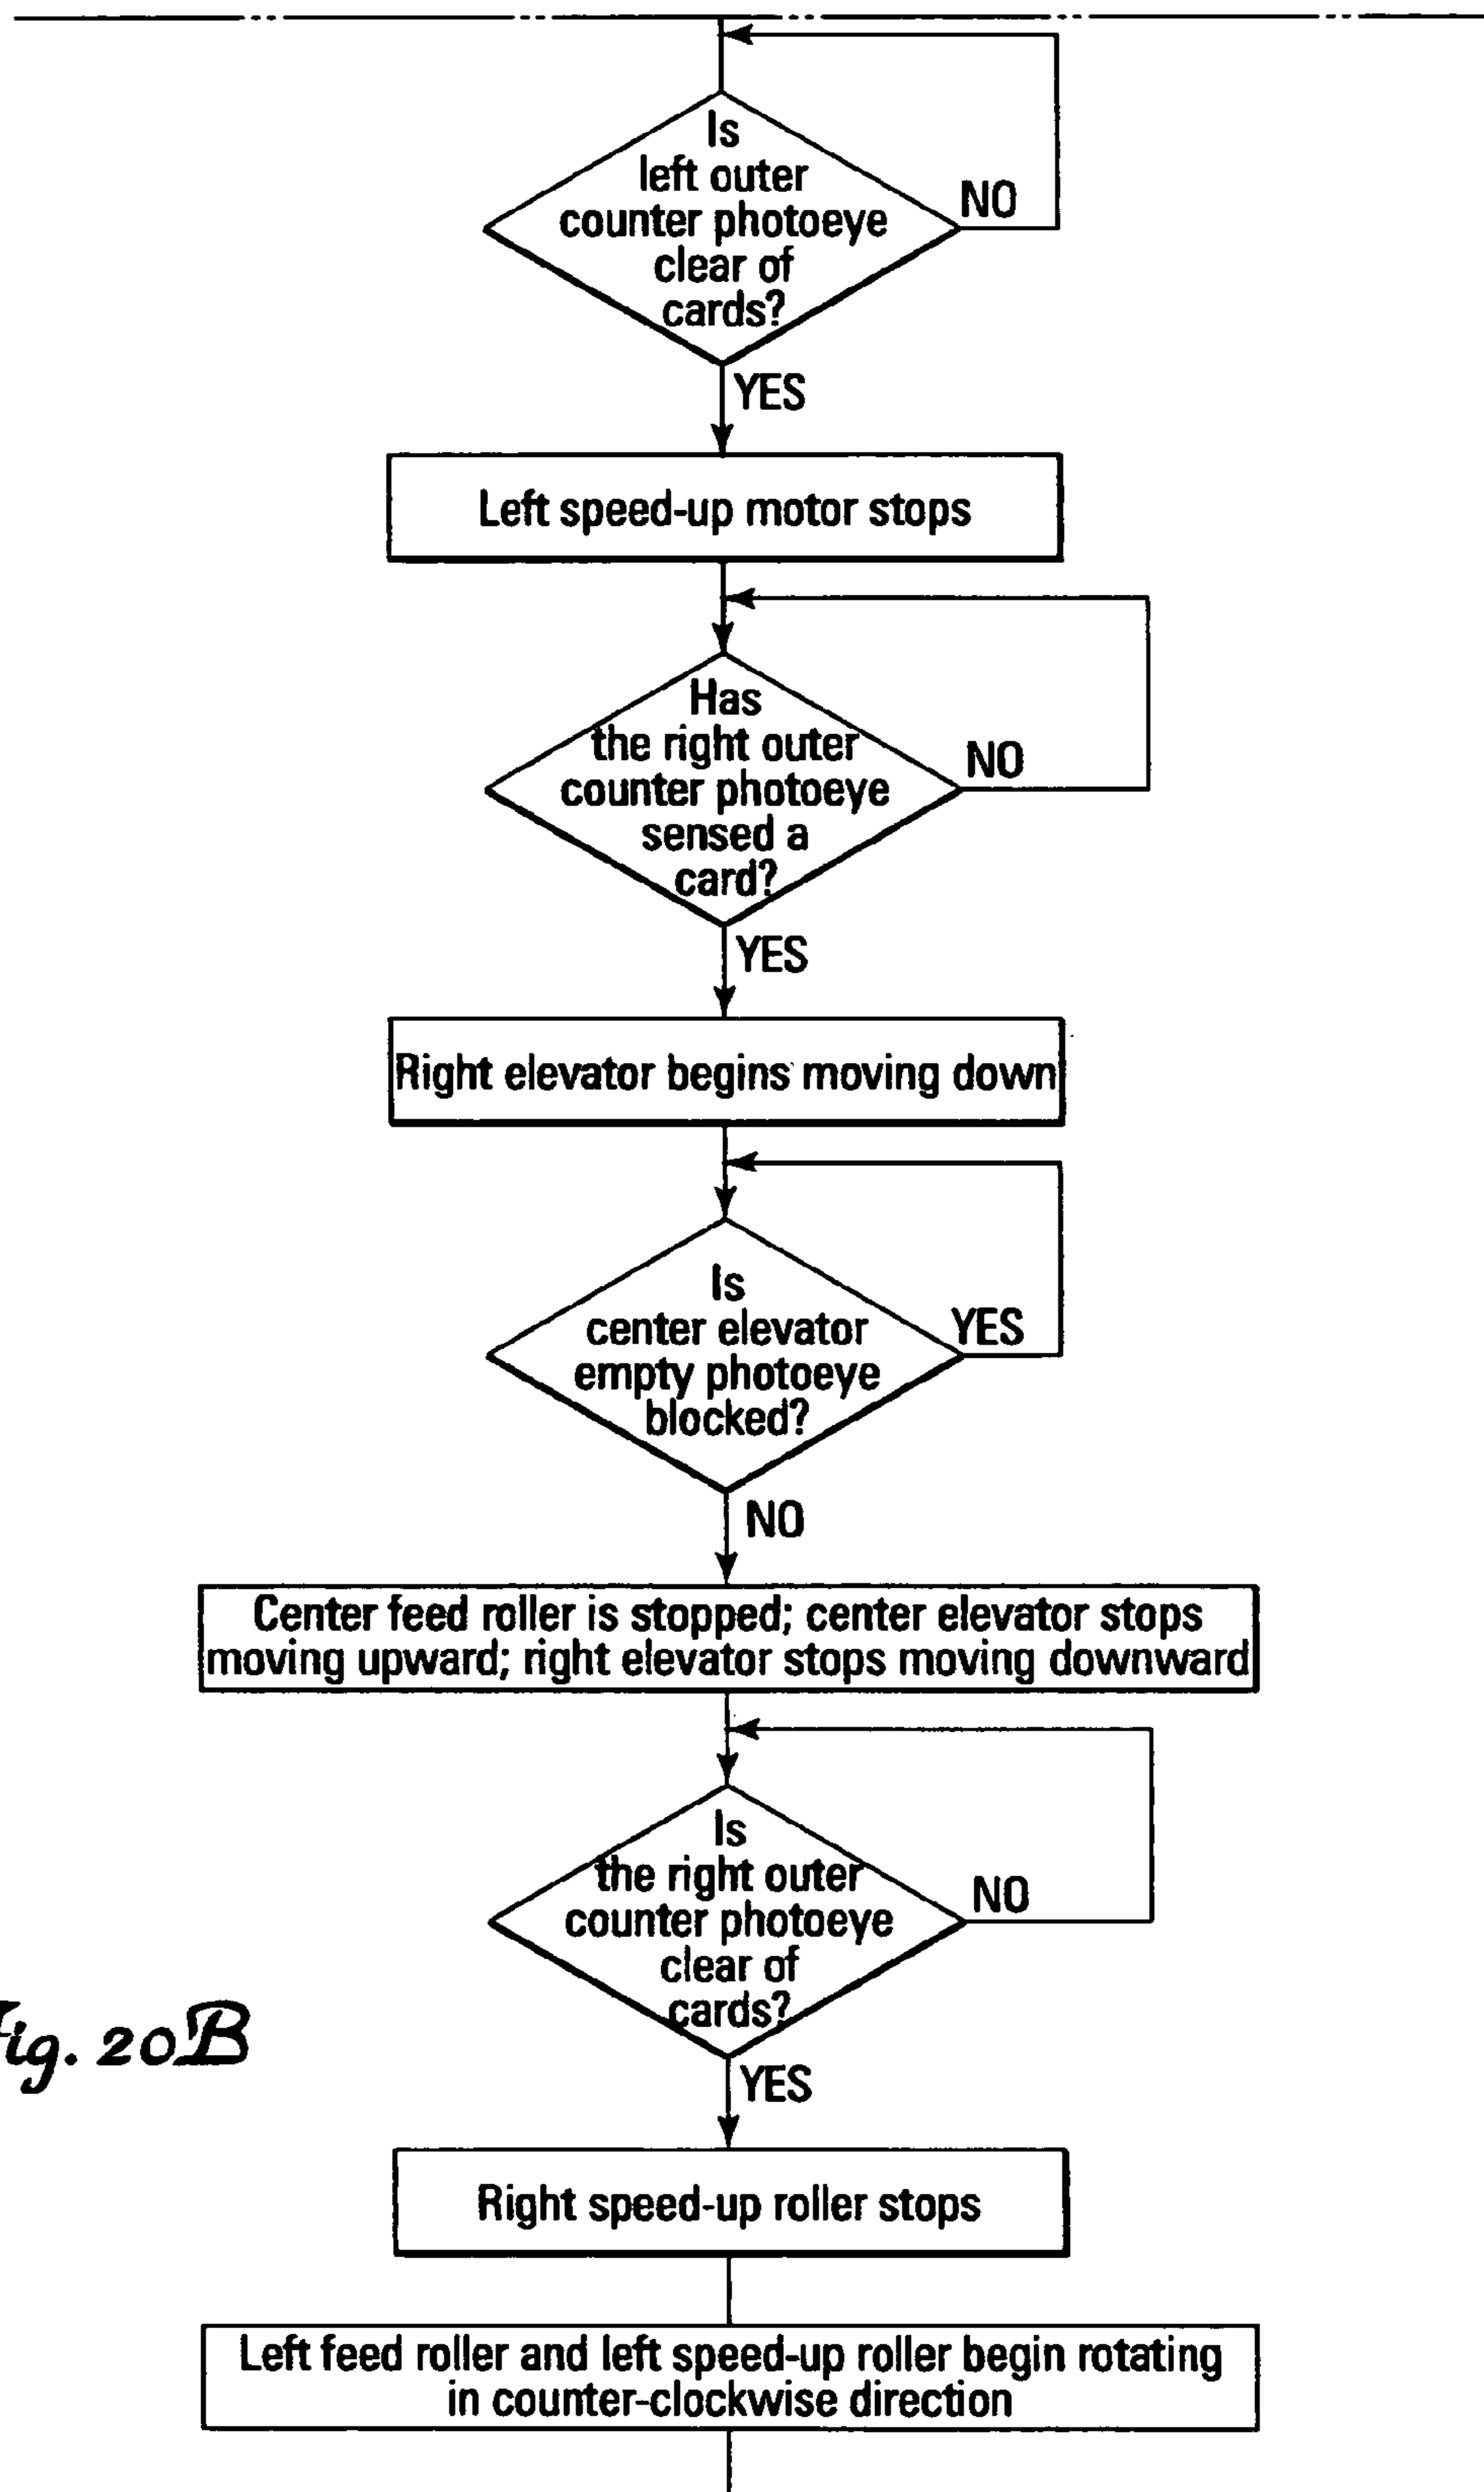 Is
left outer
counter photoeye
clear of
cards?
NO
YES
Left speed-up motor stops
Has
the right outer
counter photoeye
sensed a
card?
NO
YES
Right elevator begins moving down
Is
center elevator
empty photoeye
blocked?
YES
NO
Center feed roller is stopped; center elevator stops
moving upward; right elevator stops moving downward
Is
the right outer
counter photoeye
clear of
cards?
NO
Fig. 20B
YES
Right speed-up roller stops
Left feed roller and left speed-up roller begin rotating
in counter-clockwise direction